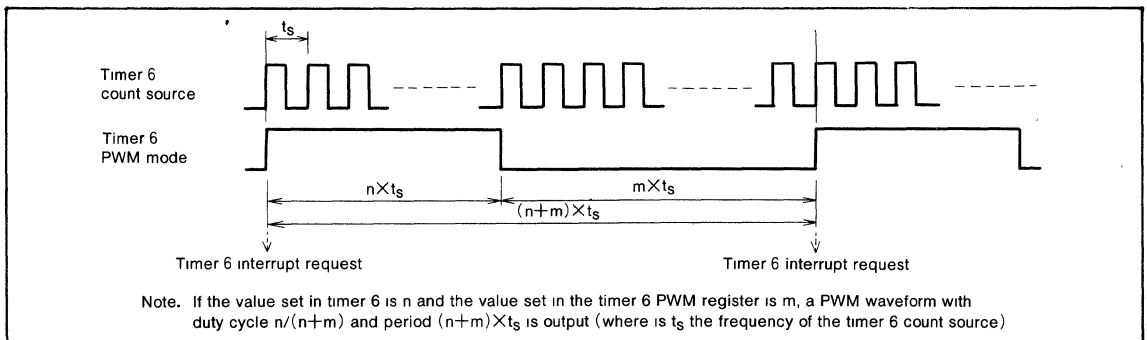 ts
Timer 6
count source
Timer 6
PWM mode
n×ts
m×ts
(n+m)×ts
Timer 6 interrupt request
Timer 6 interrupt request
Note. If the value set in timer 6 is n and the value set in the timer 6 PWM register is m, a PWM waveform with
duty cycle n/(n+m) and period (n+m)×ts is output (where is ts the frequency of the timer 6 count source)